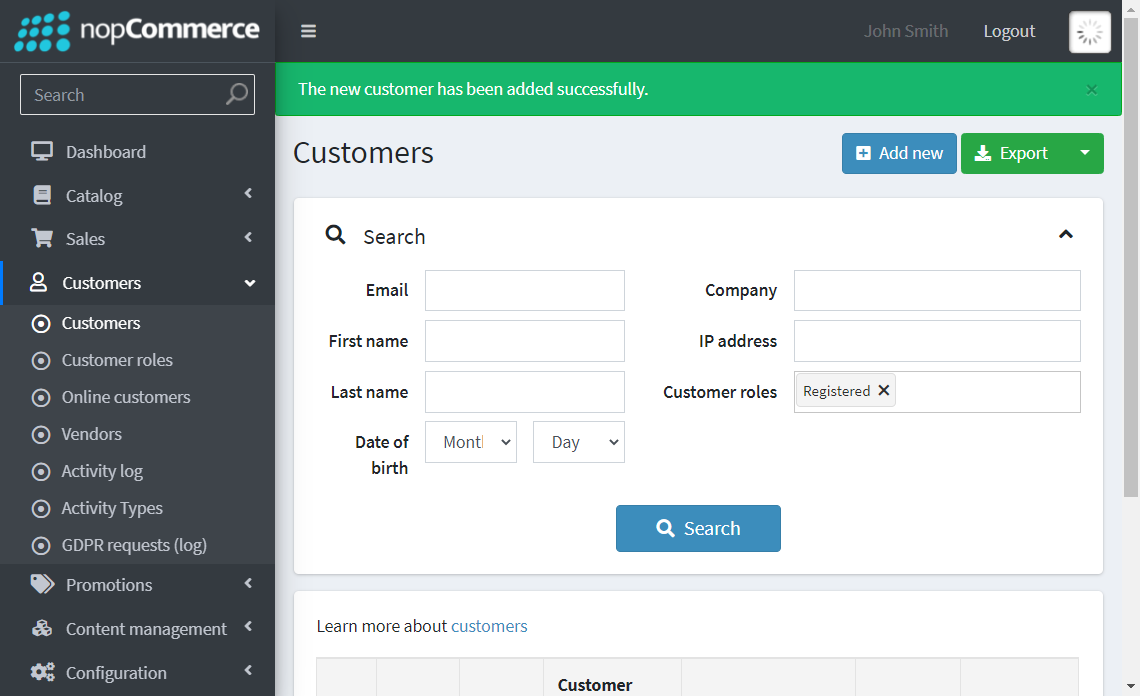 nopCommerce
John Smith
Logout
Search
The new customer has been added successfully.
×
Dashboard
Catalog
Sales
Customers
Customers
Customer roles
Online customers
Vendors
Activity log
Activity Types
GDPR requests (log)
Promotions
Content management
Configuration
Customers
Add new
Export
Search
Email
Company
First name
IP address
Last name
Customer roles
Registered ×
Date of
birth
Day
Search
Learn more about customers
Customer